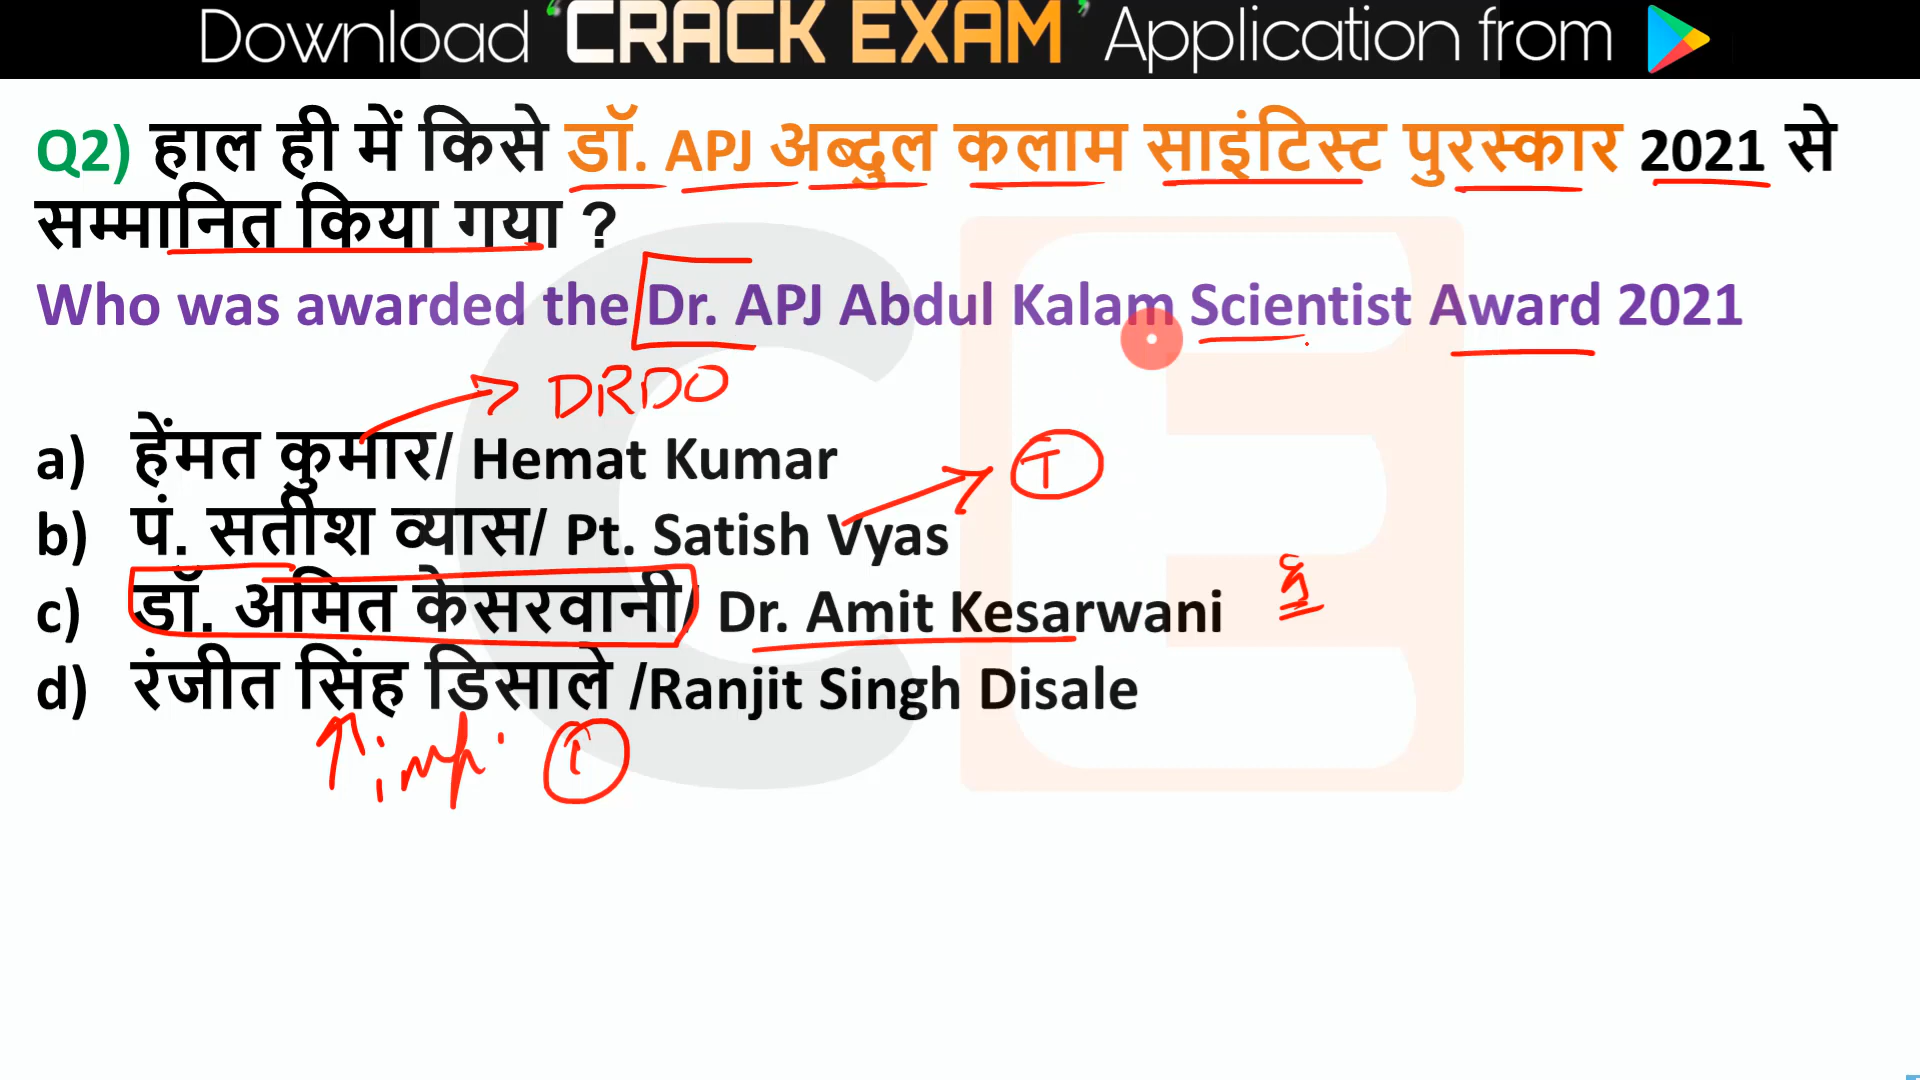 Download ‘CRACK EXAM’ Application from
Q2) हाल ही में किसे डॉ. APJ अब्दुल कलाम साइंटिस्ट पुरस्कार 2021 से
सम्मानित किया गया ?
Who was awarded the Dr. APJ Abdul Kalam Scientist Award 2021
DRDO
a) हेंमत कुमार/ Hemat Kumar
T
b) पं. सतीश व्यास/ Pt. Satish Vyas
c) डॉ. अमित केसरवानी/ Dr. Amit Kesarwani
d) रंजीत सिंह डिसाले /Ranjit Singh Disale
imp.
CE